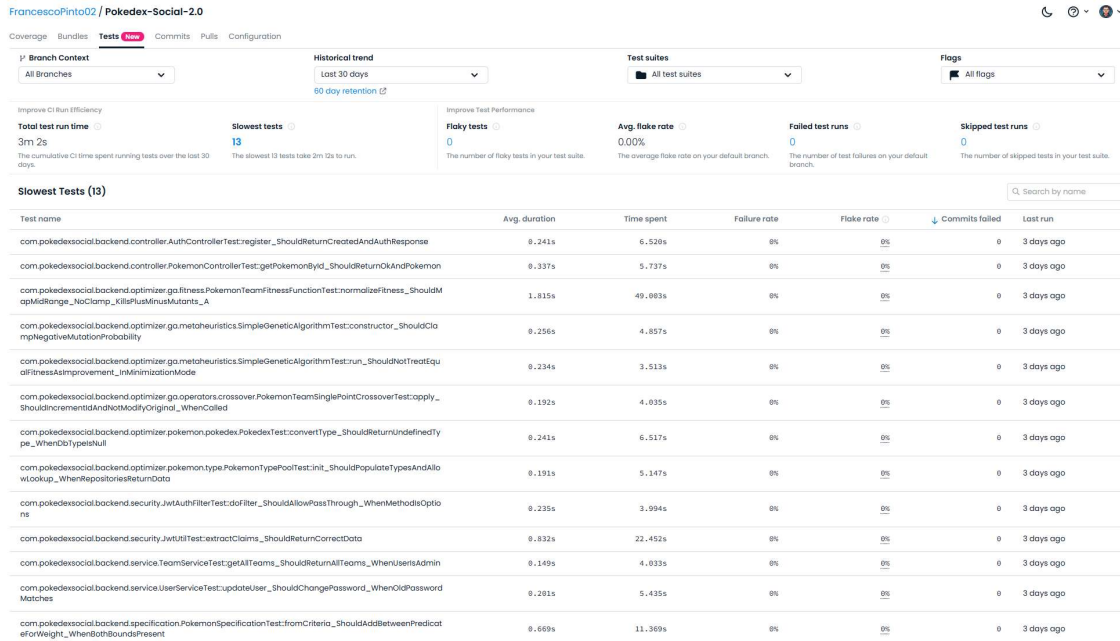 FrancescoPinto02 / Pokedex-Social-2.0
Coverage Bundles Tests New Commits Pulls Configuration
Branch Context Historical trend Test suites Flags
All Branches Last 30 days All test suites All flags
60 day retention
Improve CI Run Efficiency Improve Test Performance
Total test run time Slowest tests Flaky tests Avg. flake rate Failed test runs Skipped test runs
3m 2s 13 0 0.00% 0 0
The cumulative CI time spent running tests over the last 30 The slowest 13 tests take 2m 12s to run. The number of flaky tests in your test suite. The average flake rate on your default branch. The number of test failures on your default The number of skipped tests in your test suite.
days. branch.
Slowest Tests (13) Search by name
Test name Avg. duration Time spent Failure rate Flake rate Commits failed Last run
com.pokedexsocial.backend.controller.AuthControllerTest::register_ShouldReturnCreatedAndAuthResponse 0.241s 6.520s 0% 0% 0 3 days ago
com.pokedexsocial.backend.controller.PokemonControllerTest::getPokemonById_ShouldReturnOkAndPokemon 0.337s 5.737s 0% 0% 0 3 days ago
com.pokedexsocial.backend.optimizer.ga.fitness.PokemonTeamFitnessFunctionTest::normalizeFitness_ShouldM
apMidRange_NoClamp_KillsPlusMinusMutants_A 1.815s 49.003s 0% 0% 0 3 days ago
com.pokedexsocial.backend.optimizer.ga.metaheuristics.SimpleGeneticAlgorithmTest::constructor_ShouldCla
mpNegativeMutationProbability 0.256s 4.857s 0% 0% 0 3 days ago
com.pokedexsocial.backend.optimizer.ga.metaheuristics.SimpleGeneticAlgorithmTest::run_ShouldNotTreatEqu
alFitnessAsImprovement_InMinimizationMode 0.234s 3.513s 0% 0% 0 3 days ago
com.pokedexsocial.backend.optimizer.ga.operators.crossover.PokemonTeamSinglePointCrossoverTest::apply_
ShouldIncrementIdAndNotModifyOriginal_WhenCalled 0.192s 4.035s 0% 0% 0 3 days ago
com.pokedexsocial.backend.optimizer.pokemon.pokedex.PokedexTest::convertType_ShouldReturnUndefinedTy
pe_WhenDbTypeIsNull 0.241s 6.517s 0% 0% 0 3 days ago
com.pokedexsocial.backend.optimizer.pokemon.type.PokemonTypePoolTest::init_ShouldPopulateTypesAndAllo
wLookup_WhenRepositoriesReturnData 0.191s 5.147s 0% 0% 0 3 days ago
com.pokedexsocial.backend.security.JwtAuthFilterTest::doFilter_ShouldAllowPassThrough_WhenMethodIsOptio
ns 0.235s 3.994s 0% 0% 0 3 days ago
com.pokedexsocial.backend.security.JwtUtilTest::extractClaims_ShouldReturnCorrectData 0.832s 22.452s 0% 0% 0 3 days ago
com.pokedexsocial.backend.service.TeamServiceTest::getAllTeams_ShouldReturnAllTeams_WhenUserIsAdmin 0.149s 4.033s 0% 0% 0 3 days ago
com.pokedexsocial.backend.service.UserServiceTest::updateUser_ShouldChangePassword_WhenOldPassword
Matches 0.201s 5.435s 0% 0% 0 3 days ago
com.pokedexsocial.backend.specification.PokemonSpecificationTest::fromCriteria_ShouldAddBetweenPredicat
eForWeight_WhenBothBoundsPresent 0.669s 11.369s 0% 0% 0 3 days ago